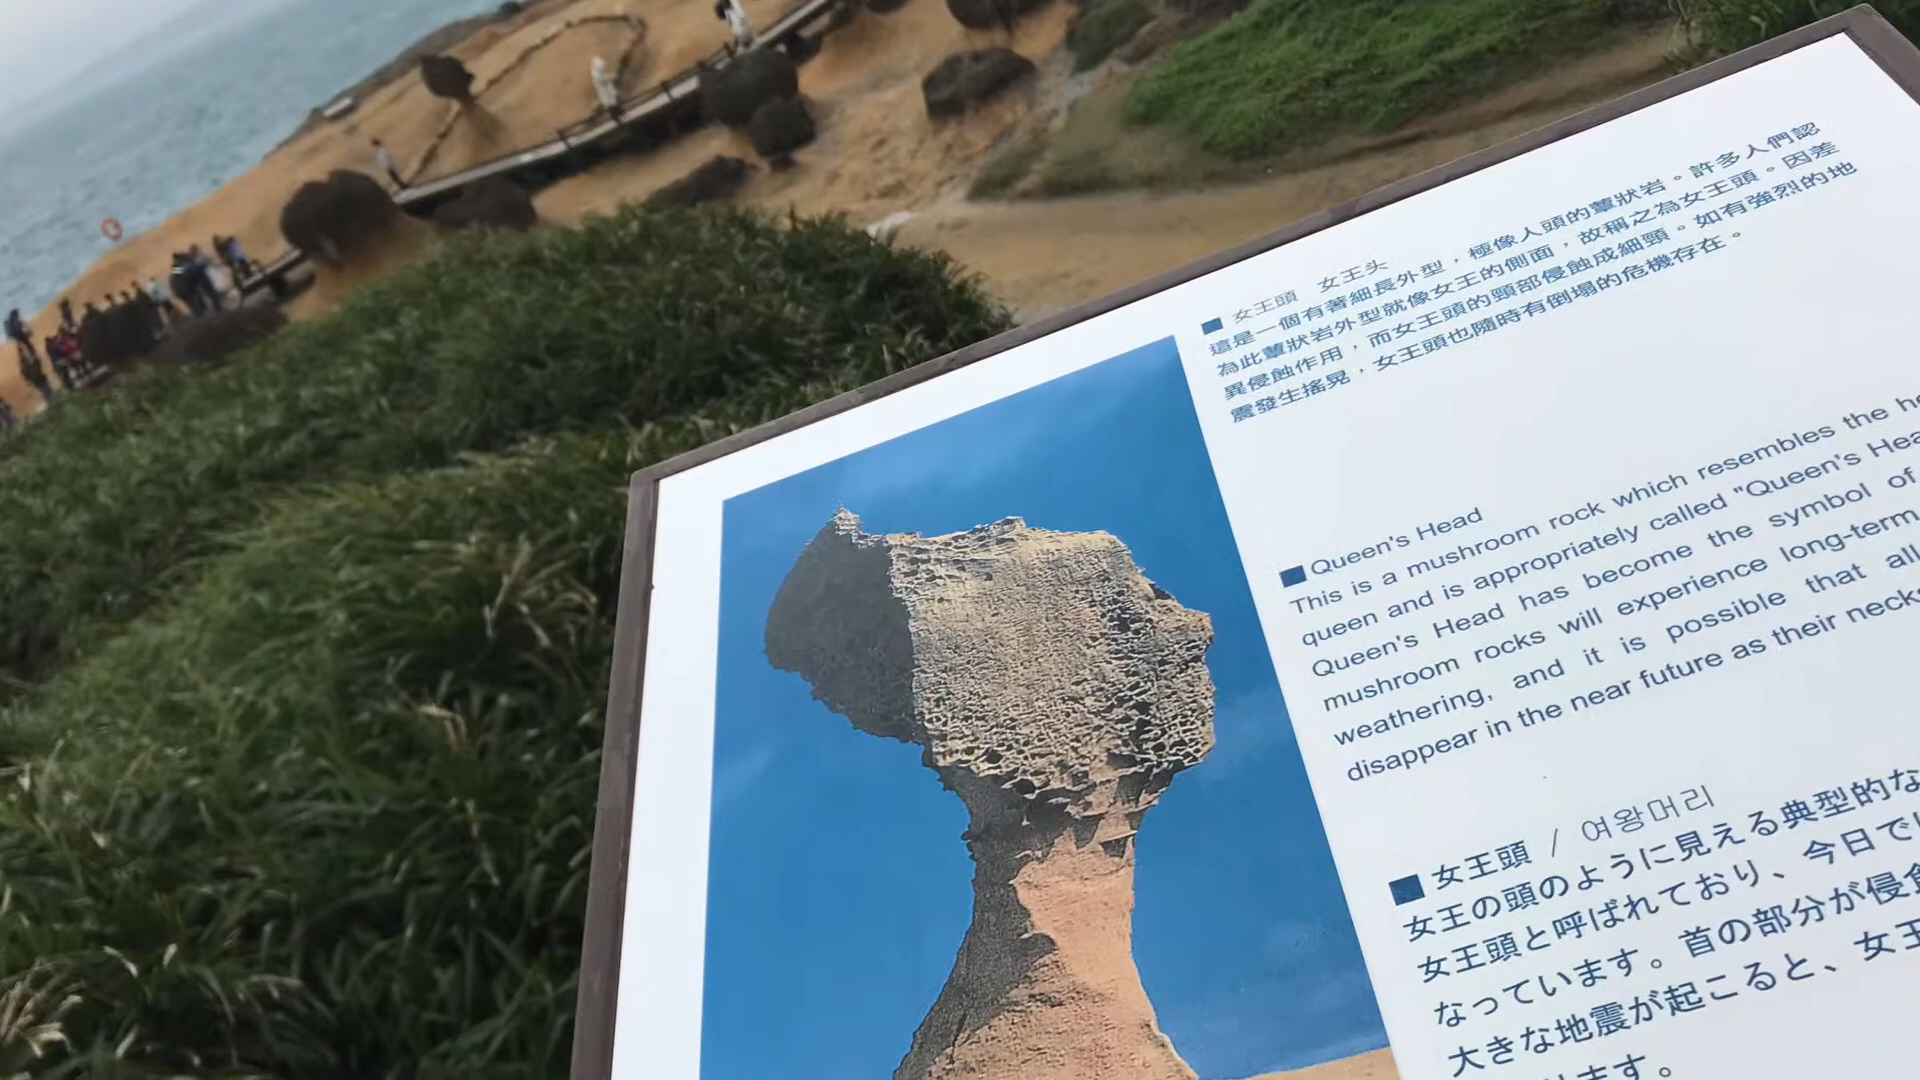 女王頭 女王头
這是一個有著細長外型，極像人頭的蕈狀岩。許多人們認
為此蕈狀岩外型就像女王的側面，故稱之為女王頭。因差
異侵蝕作用，而女王頭的頸部侵蝕成細頸。如有強烈的地
震發生搖晃，女王頭也隨時有倒塌的危機存在。
Queen's Head
This is a mushroom rock which resembles the
queen and is appropriately called "Queen's
Queen's Head has become the symbol of
mushroom rocks will experience long-term
weathering, and it is possible that all
disappear in the near future as their
女王頭 / 여왕머리
女王の頭のように見える典型的な
女王頭と呼ばれており、今日で
なっています。首の部分が侵
大きな地震が起こると、女王
ます。